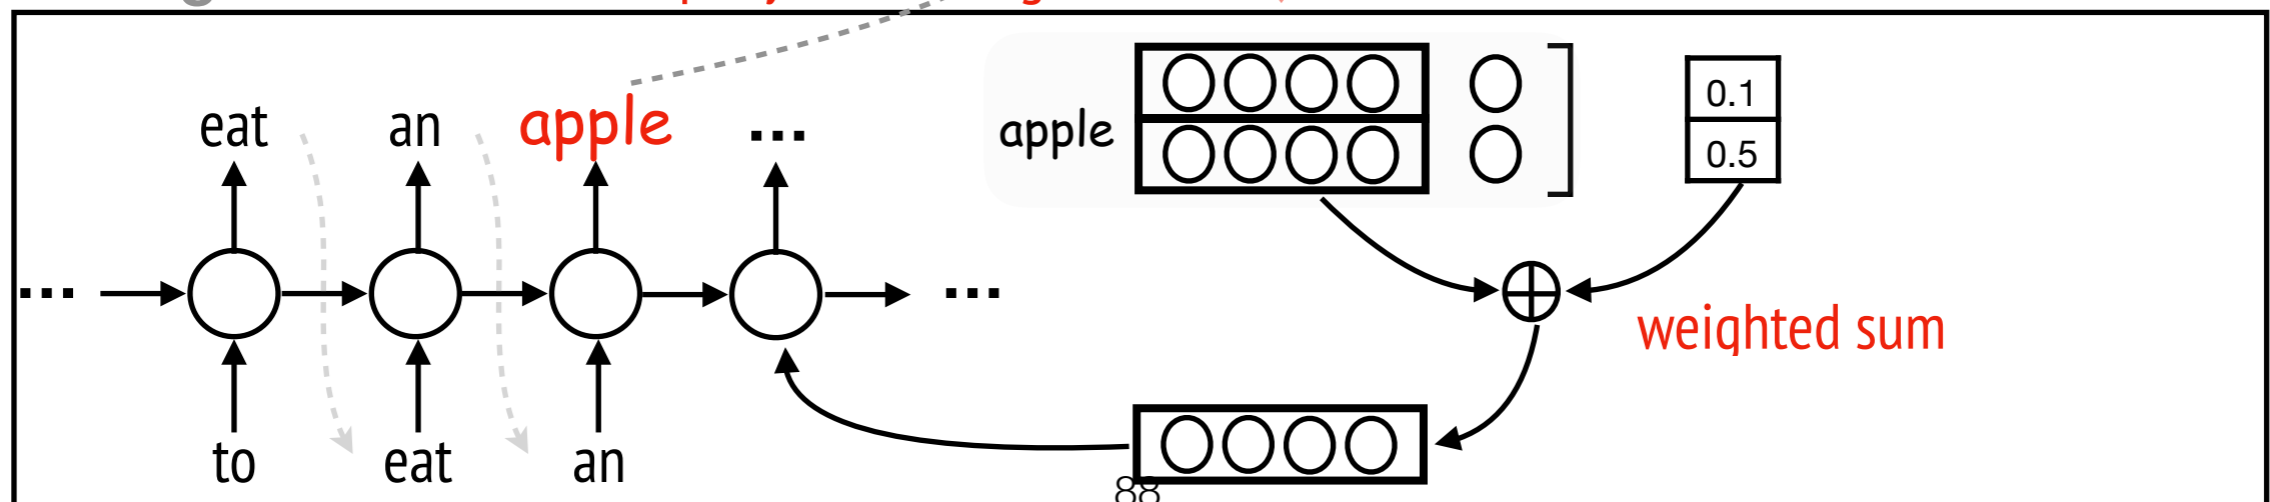 eat an apple ...
apple
0.1
0.5
... ...
weighted sum
to eat an
88